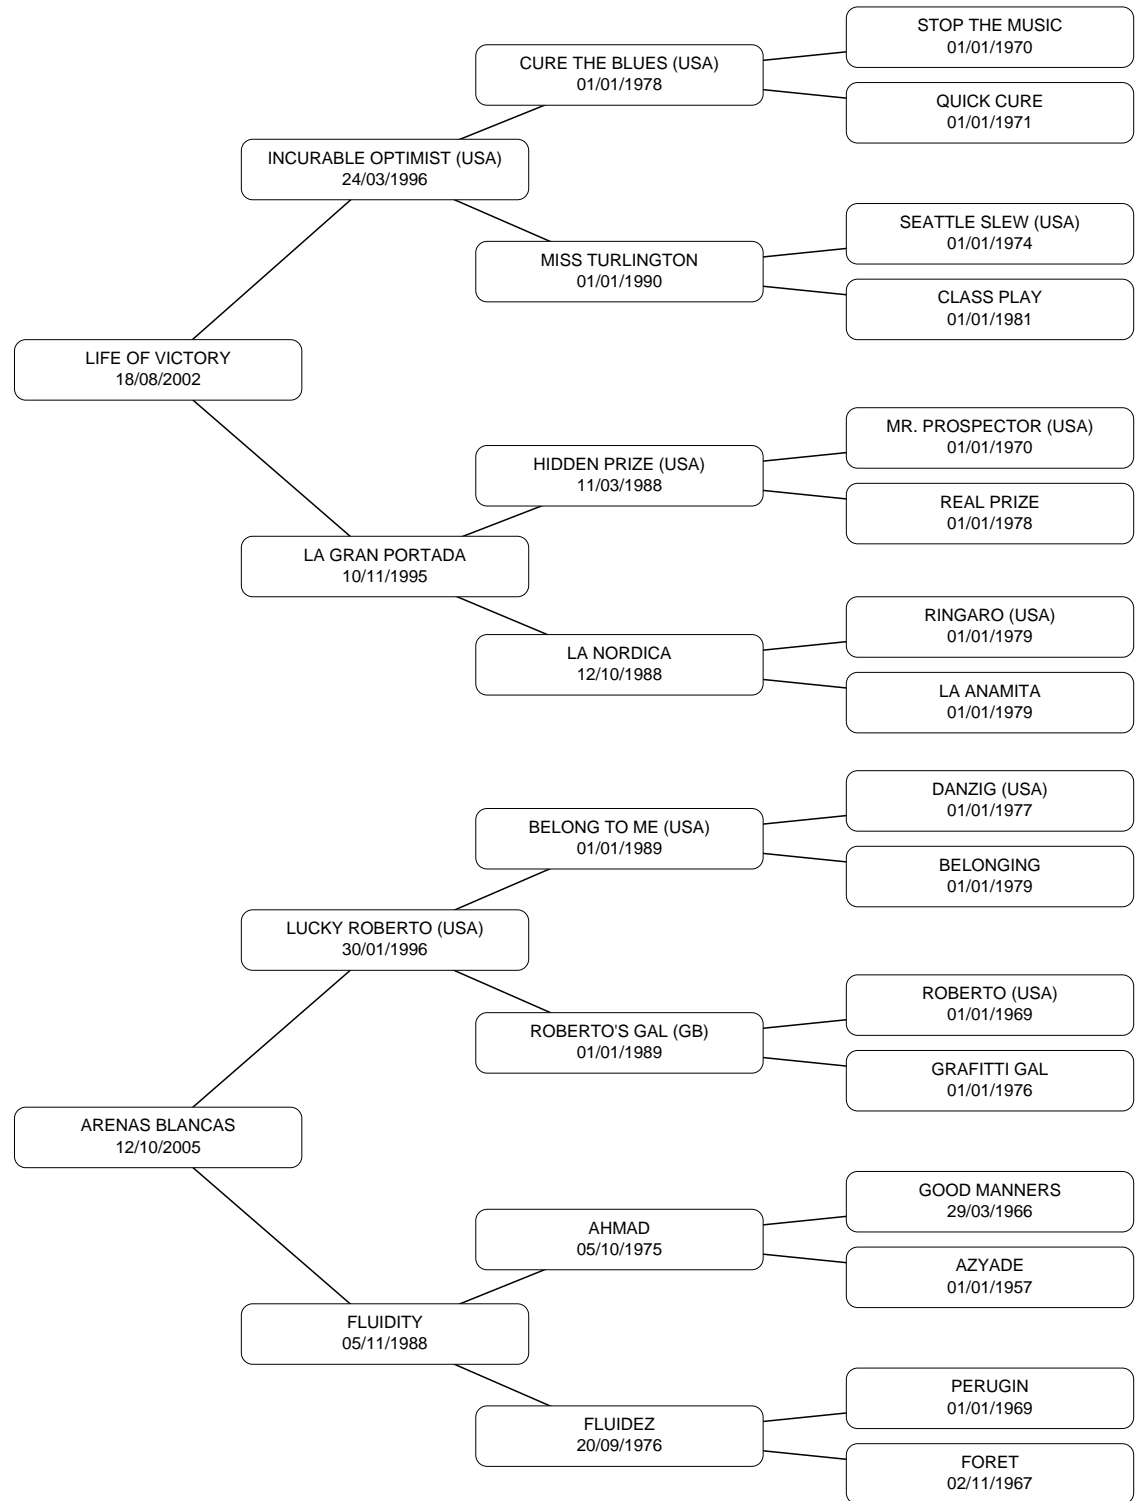 STOP THE MUSIC
01/01/1970
CURE THE BLUES (USA)
01/01/1978
QUICK CURE
01/01/1971
INCURABLE OPTIMIST (USA)
24/03/1996
SEATTLE SLEW (USA)
01/01/1974
MISS TURLINGTON
01/01/1990
CLASS PLAY
01/01/1981
LIFE OF VICTORY
18/08/2002
MR. PROSPECTOR (USA)
01/01/1970
HIDDEN PRIZE (USA)
11/03/1988
REAL PRIZE
01/01/1978
LA GRAN PORTADA
10/11/1995
RINGARO (USA)
01/01/1979
LA NORDICA
12/10/1988
LA ANAMITA
01/01/1979
DANZIG (USA)
01/01/1977
BELONG TO ME (USA)
01/01/1989
BELONGING
01/01/1979
LUCKY ROBERTO (USA)
30/01/1996
ROBERTO (USA)
01/01/1969
ROBERTO'S GAL (GB)
01/01/1989
GRAFITTI GAL
01/01/1976
ARENAS BLANCAS
12/10/2005
GOOD MANNERS
29/03/1966
AHMAD
05/10/1975
AZYADE
01/01/1957
FLUIDITY
05/11/1988
PERUGIN
01/01/1969
FLUIDEZ
20/09/1976
FORET
02/11/1967